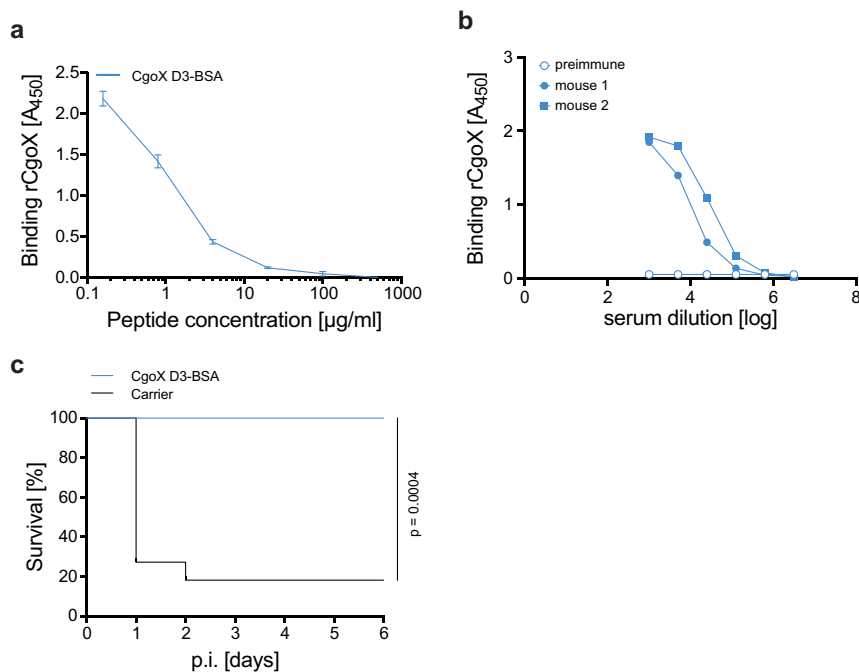 a
CgoX D3-BSA
2.5
2.0
1.5
1.0
0.5
0.0
0.1
1
10
100
1000
Binding rCgoX [A450]
Peptide concentration [µg/ml]
b
preimmune
mouse 1
mouse 2
3
2
1
0
0
2
4
6
8
Binding rCgoX [A450]
serum dilution [log]
c
CgoX D3-BSA
Carrier
100
80
60
40
20
0
0
1
2
3
4
5
6
Survival [%]
p.i. [days]
p = 0.0004